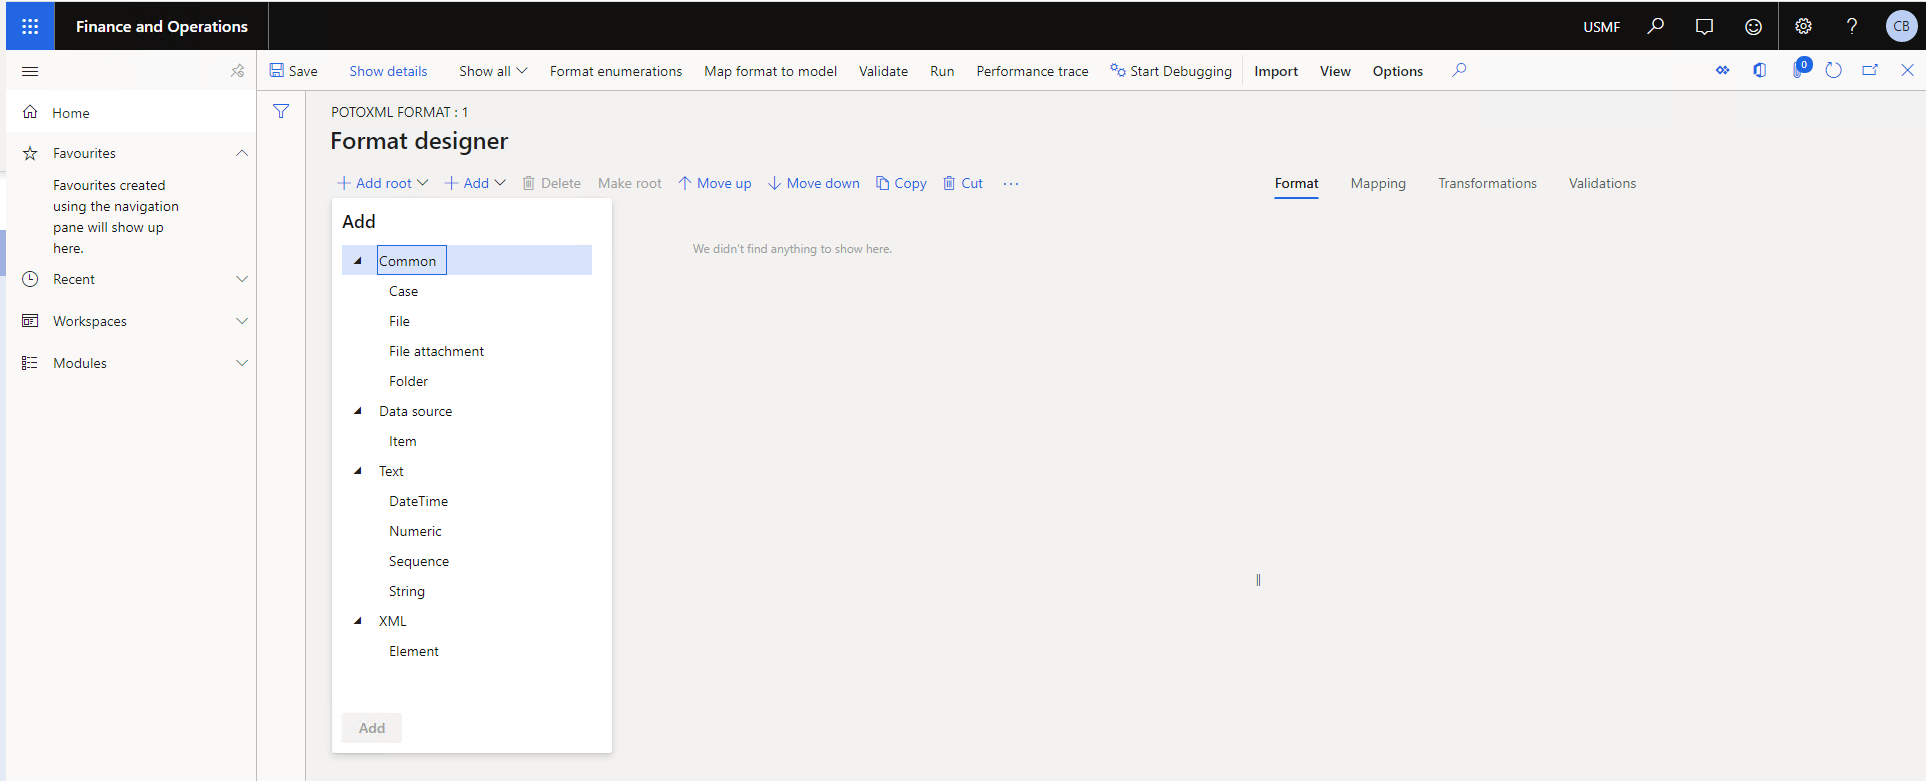 Finance and Operations
USMF
?
CB
Save
Show details
Show all
Format enumerations
Map format to model
Validate
Run
Performance trace
Start Debugging
Import
View
Options
0
Home
Favourites
Favourites created
using the navigation
pane will show up
here.
Recent
Workspaces
Modules
POTOXML FORMAT : 1
Format designer
Add root
Add
Delete
Make root
Move up
Move down
Copy
Cut
...
Format
Mapping
Transformations
Validations
Add
Common
Case
File
File attachment
Folder
Data source
Item
Text
DateTime
Numeric
Sequence
String
XML
Element
Add
We didn't find anything to show here.